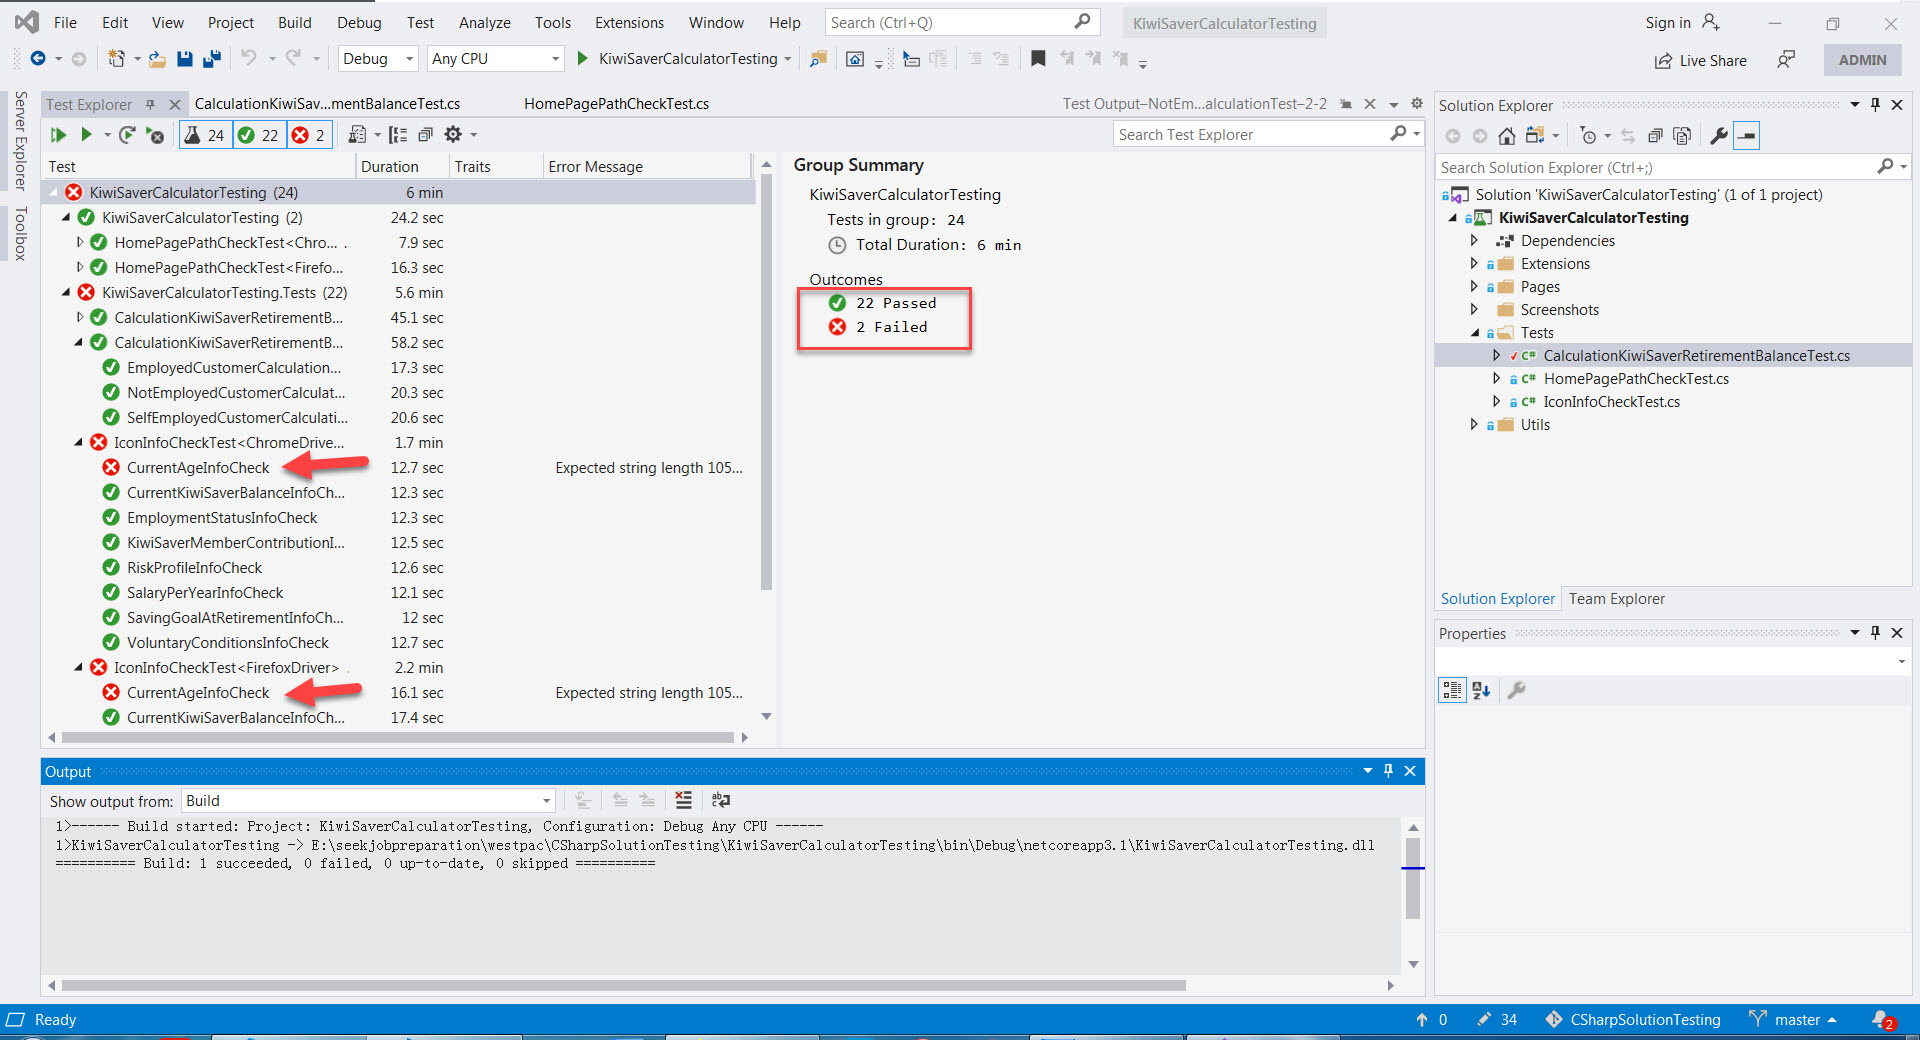 File Edit View Project Build Debug Test Analyze Tools Extensions Window Help Search (Ctrl+Q) KiwiSaverCalculatorTesting Sign in
Debug Any CPU KiwiSaverCalculatorTesting Live Share ADMIN
Server Explorer
Toolbox
Test Explorer CalculationKiwiSav...mentBalanceTest.cs HomePagePathCheckTest.cs Test Output–NotEm...alculationTest–2-2
24 22 2 Search Test Explorer
Test Duration Traits Error Message
KiwiSaverCalculatorTesting (24) 6 min
KiwiSaverCalculatorTesting (2) 24.2 sec
HomePagePathCheckTest<Chro... . 7.9 sec
HomePagePathCheckTest<Firefo... 16.3 sec
KiwiSaverCalculatorTesting.Tests (22) 5.6 min
CalculationKiwiSaverRetirementB... 45.1 sec
CalculationKiwiSaverRetirementB... 58.2 sec
EmployedCustomerCalculation... 17.3 sec
NotEmployedCustomerCalculat... 20.3 sec
SelfEmployedCustomerCalculati... 20.6 sec
IconInfoCheckTest<ChromeDrive... 1.7 min
CurrentAgeInfoCheck 12.7 sec Expected string length 105...
CurrentKiwiSaverBalanceInfoCh... 12.3 sec
EmploymentStatusInfoCheck 12.3 sec
KiwiSaverMemberContributionI... 12.5 sec
RiskProfileInfoCheck 12.6 sec
SalaryPerYearInfoCheck 12.1 sec
SavingGoalAtRetirementInfoCh... 12 sec
VoluntaryConditionsInfoCheck 12.7 sec
IconInfoCheckTest<FirefoxDriver> . 2.2 min
CurrentAgeInfoCheck 16.1 sec Expected string length 105...
CurrentKiwiSaverBalanceInfoCh... 17.4 sec
Group Summary
KiwiSaverCalculatorTesting
Tests in group: 24
Total Duration: 6 min
Outcomes
22 Passed
2 Failed
Solution Explorer
Search Solution Explorer (Ctrl+;)
Solution 'KiwiSaverCalculatorTesting' (1 of 1 project)
KiwiSaverCalculatorTesting
Dependencies
Extensions
Pages
Screenshots
Tests
C# CalculationKiwiSaverRetirementBalanceTest.cs
C# HomePagePathCheckTest.cs
C# IconInfoCheckTest.cs
Utils
Solution Explorer Team Explorer
Properties
Output
Show output from: Build
1>------ Build started: Project: KiwiSaverCalculatorTesting, Configuration: Debug Any CPU ------
1>KiwiSaverCalculatorTesting -> E:\seekjobpreparation\westpac\CSharpSolutionTesting\KiwiSaverCalculatorTesting\bin\Debug\netcoreapp3.1\KiwiSaverCalculatorTesting.dll
========== Build: 1 succeeded, 0 failed, 0 up-to-date, 0 skipped ==========
Ready 0 34 CSharpSolutionTesting master 2